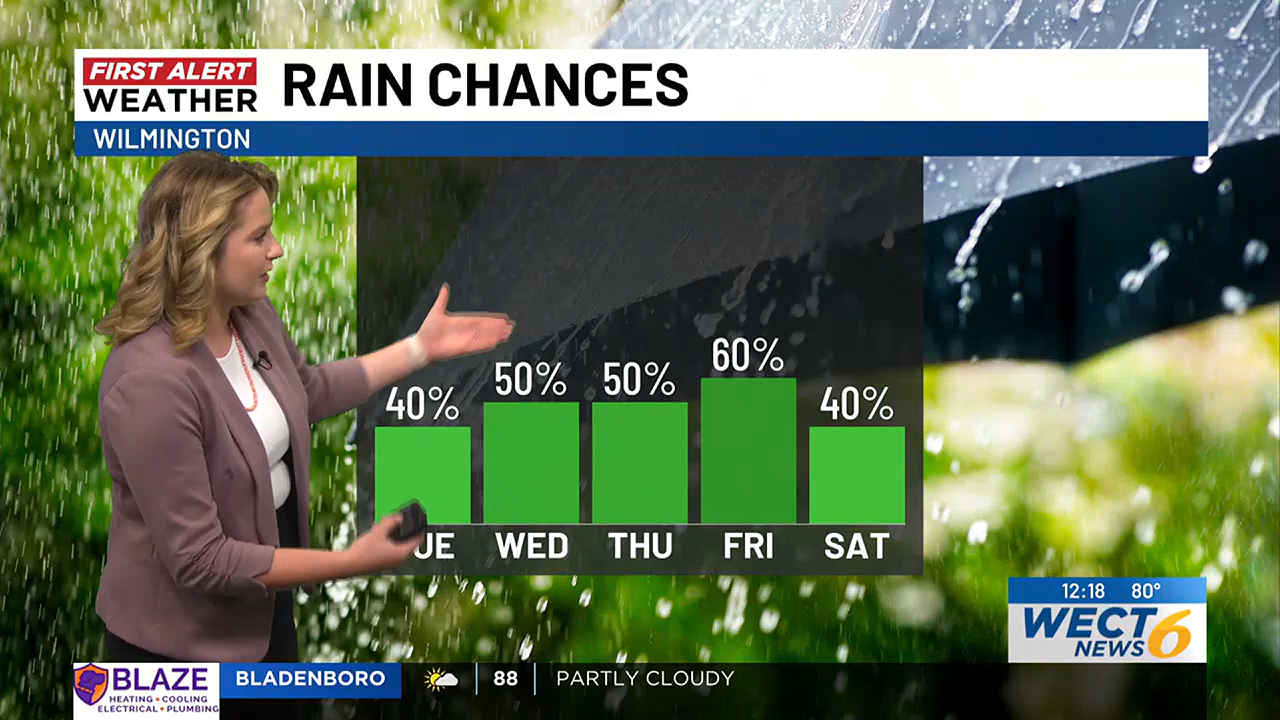 FIRST ALERT
WEATHER
RAIN CHANCES
WILMINGTON
40%
50%
50%
60%
40%
UE
WED
THU
FRI
SAT
12:18 80°
WECT 6
NEWS
BLAZE
HEATING • COOLING
ELECTRICAL • PLUMBING
BLADENBORO
88
PARTLY CLOUDY